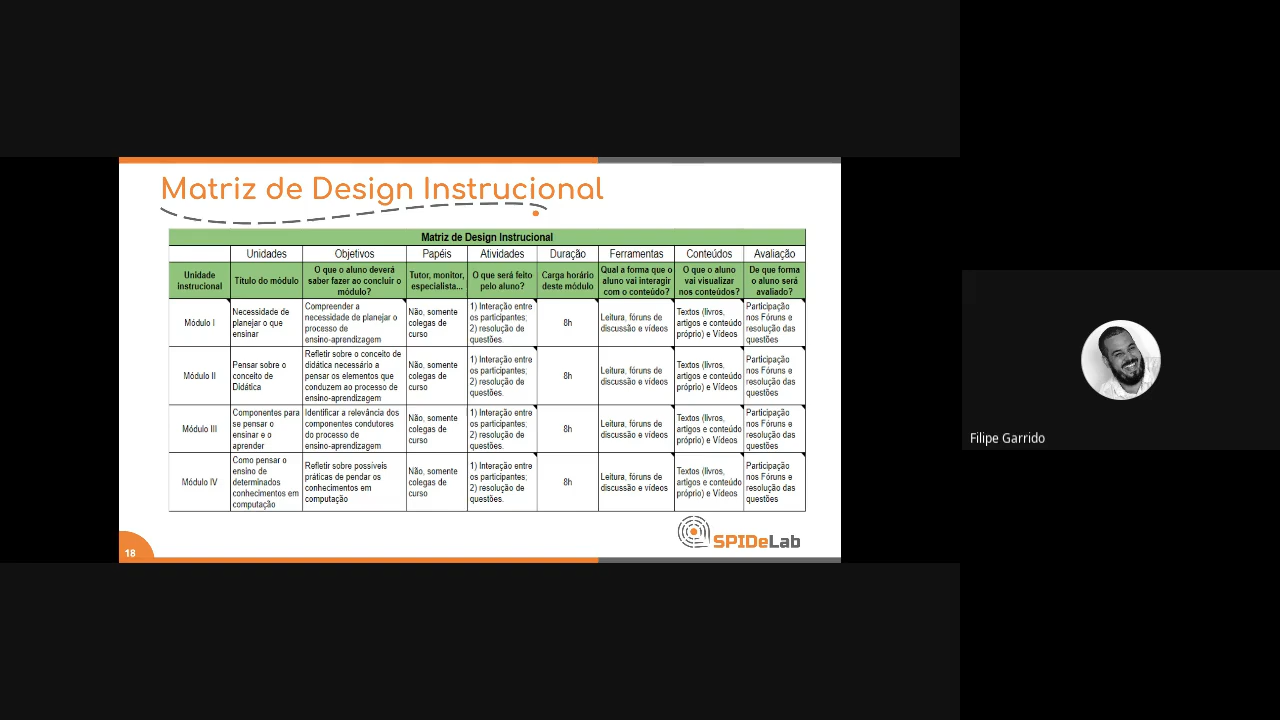 Matriz de Design Instrucional
Matriz de Design Instrucional
Unidades Objetivos Papéis Atividades Duração Ferramentas Conteúdos Avaliação
Unidade
instrucional
Título do módulo
O que o aluno deverá
saber fazer ao concluir o
módulo?
Tutor, monitor,
especialista...
O que será feito
pelo aluno?
Carga horário
deste módulo
Qual a forma que o
aluno vai interagir
com o conteúdo?
O que o aluno
vai visualizar
nos conteúdos?
De que forma
o aluno será
avaliado?
Módulo I
Necessidade de
planejar o que
ensinar
Compreender a
necessidade de planejar o
processo de
ensino-aprendizagem
Não, somente
colegas de
curso
1) Interação entre
os participantes;
2) resolução de
questões.
8h
Leitura, fóruns de
discussão e vídeos
Textos (livros,
artigos e conteúdo
próprio) e Vídeos
Participação
nos Fóruns e
resolução das
questões
Módulo II
Pensar sobre o
conceito de
Didática
Refletir sobre o conceito de
didática necessário a
pensar os elementos que
conduzem ao processo de
ensino-aprendizagem
Não, somente
colegas de
curso
1) Interação entre
os participantes;
2) resolução de
questões.
8h
Leitura, fóruns de
discussão e vídeos
Textos (livros,
artigos e conteúdo
próprio) e Vídeos
Participação
nos Fóruns e
resolução das
questões
Módulo III
Componentes para
se pensar o
ensinar e o
aprender
Identificar a relevância dos
componentes condutores
do processo de
ensino-aprendizagem
Não, somente
colegas de
curso
1) Interação entre
os participantes;
2) resolução de
questões.
8h
Leitura, fóruns de
discussão e vídeos
Textos (livros,
artigos e conteúdo
próprio) e Vídeos
Participação
nos Fóruns e
resolução das
questões
Módulo IV
Como pensar o
ensino de
determinados
conhecimentos em
computação
Refletir sobre possíveis
práticas de pendar os
conhecimentos em
computação
Não, somente
colegas de
curso
1) Interação entre
os participantes;
2) resolução de
questões.
8h
Leitura, fóruns de
discussão e vídeos
Textos (livros,
artigos e conteúdo
próprio) e Vídeos
Participação
nos Fóruns e
resolução das
questões
SPIDeLab
18
Filipe Garrido